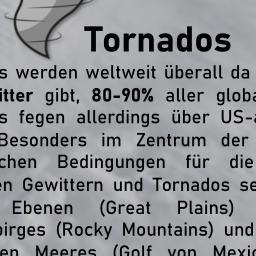 Tornados
s werden weltweit überall da
itter gibt, 80-90% aller globa
s fegen allerdings über US-a
Besonders im Zentrum der
chen Bedingungen für die
en Gewittern und Tornados se
Ebenen (Great Plains)
birges (Rocky Mountains) und
en Meeres (Golf von Mexic